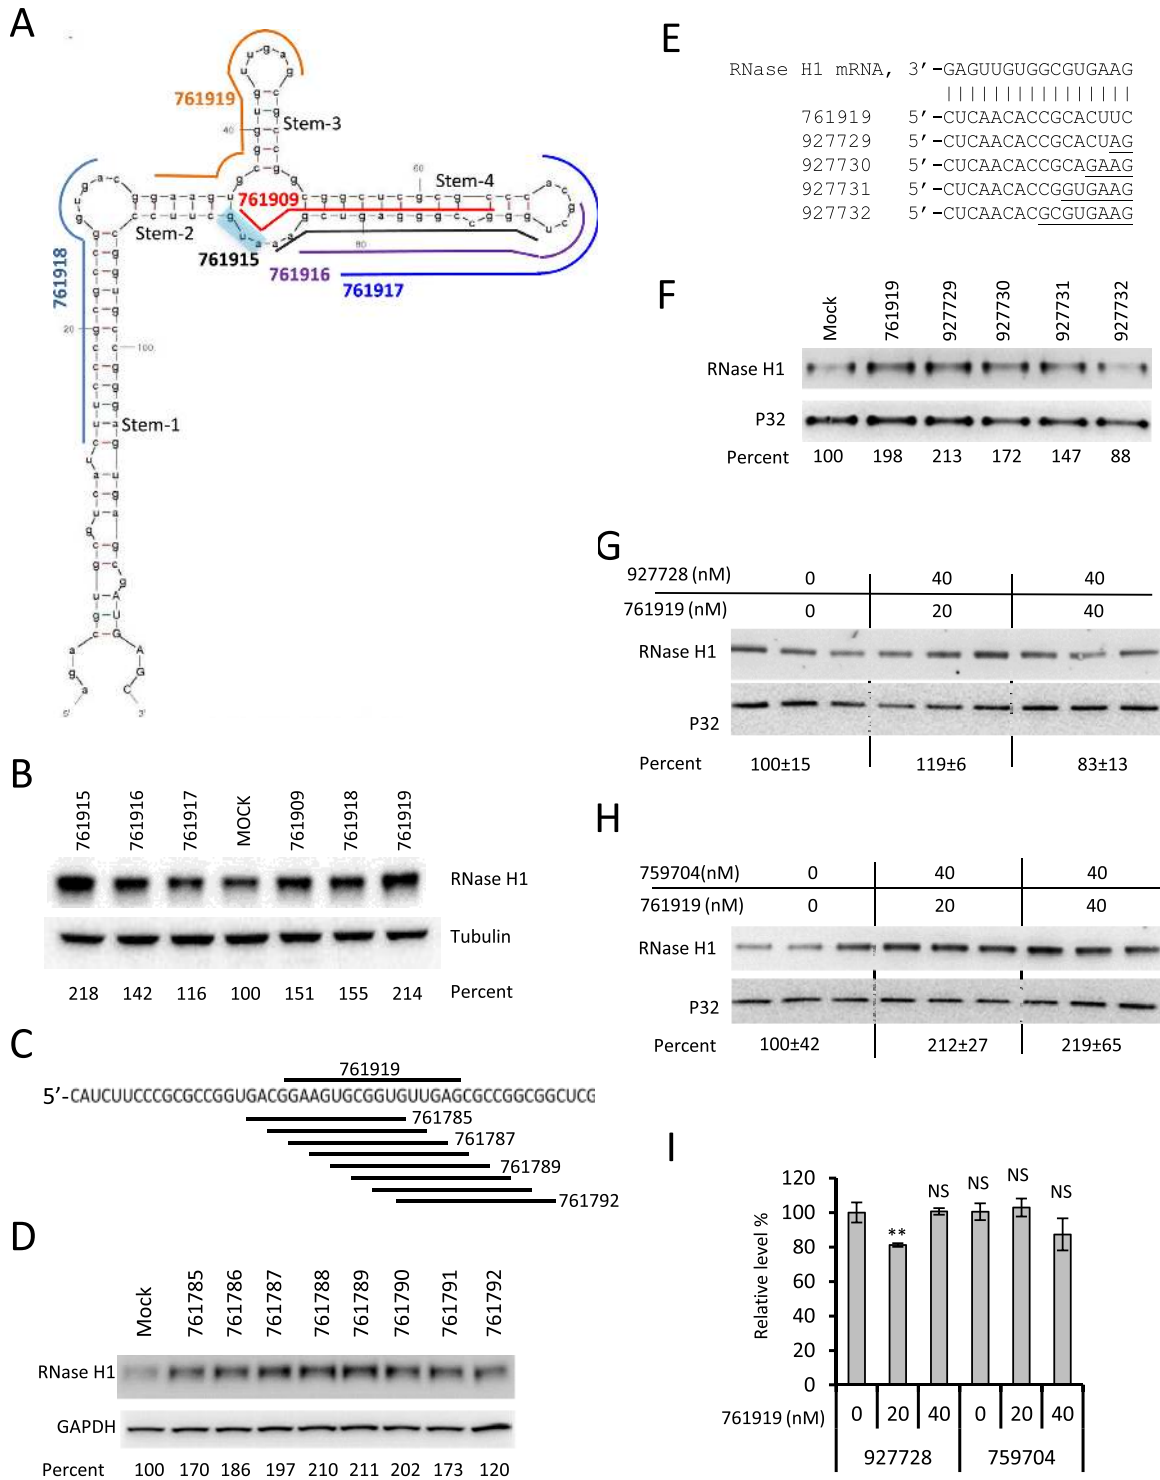 A
761919
40
Stem-3
60
Stem-4
761909
Stem-2
80
761915
761916
761917
761918
20
100
Stem-1
5'
3'
B
761915
761916
761917
MOCK
761909
761918
761919
RNase H1
Tubulin
218 142 116 100 151 155 214 Percent
C
761919
5'-CAUCUUCCCGCGCCGGUGACGGAAGUGCGGUGUUGAGCGCCGGCGGCUCG
761785
761787
761789
761792
D
Mock
761785
761786
761787
761788
761789
761790
761791
761792
RNase H1
GAPDH
Percent 100 170 186 197 210 211 202 173 120
E
RNase H1 mRNA, 3'-GAGUUGUGGCGUGAAG
761919 5'-CUCAACACCGCACUUC
927729 5'-CUCAACACCGCACUAG
927730 5'-CUCAACACCGCAGAAG
927731 5'-CUCAACACCGGUGAAG
927732 5'-CUCAACACGCGUGAAG
F
Mock
761919
927729
927730
927731
927732
RNase H1
P32
Percent 100 198 213 172 147 88
G
927728 (nM) 0 40 40
761919 (nM) 0 20 40
RNase H1
P32
Percent 100±15 119±6 83±13
H
759704(nM) 0 40 40
761919 (nM) 0 20 40
RNase H1
P32
Percent 100±42 212±27 219±65
I
Relative level %
120
100
80
60
40
20
0
**
NS
NS
NS
NS
761919 (nM) 0 20 40 0 20 40
927728 759704